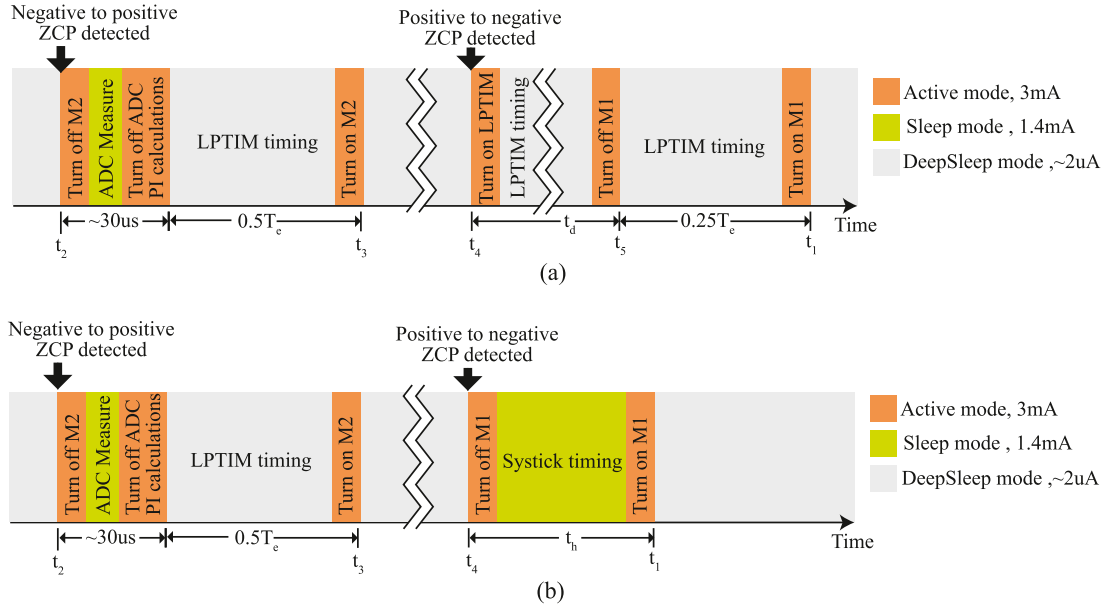 Negative to positive
ZCP detected
Positive to negative
ZCP detected
Turn off M2
ADC Measure
Turn off ADC
PI calculations
LPTIM timing
Turn on M2
Turn on LPTIM
LPTIM timing
Turn off M1
LPTIM timing
Turn on M1
Active mode, 3mA
Sleep mode , 1.4mA
DeepSleep mode ,~2uA
~30us
0.5Te
td
0.25Te
Time
t2
t3
t4
t5
t1
(a)
Negative to positive
ZCP detected
Positive to negative
ZCP detected
Turn off M2
ADC Measure
Turn off ADC
PI calculations
LPTIM timing
Turn on M2
Turn off M1
Systick timing
Turn on M1
Active mode, 3mA
Sleep mode , 1.4mA
DeepSleep mode ,~2uA
~30us
0.5Te
th
Time
t2
t3
t4
t1
(b)